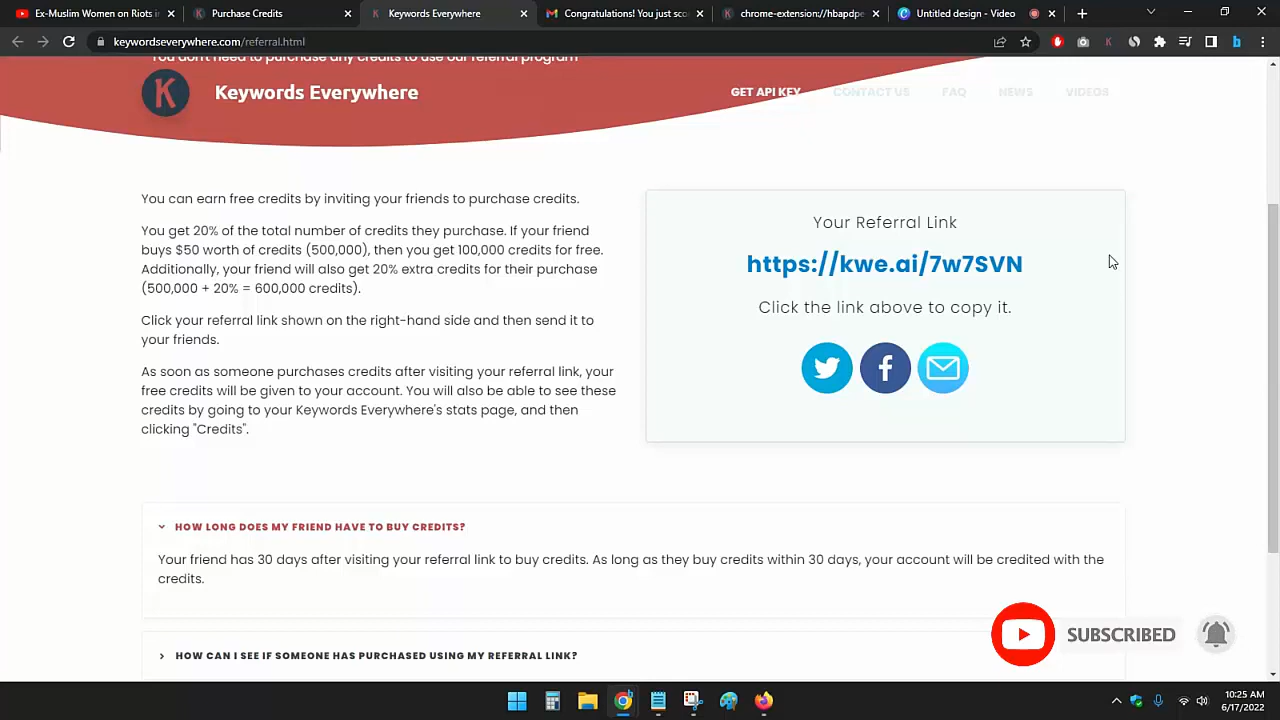 Ex-Muslim Women on Riots in
Purchase Credits
Keywords Everywhere
Congratulations! You just sco
chrome-extension://hbapdpe
Untitled design - Video
keywordseverywhere.com/referral.html
You don't need to purchase any credits to use our referral program
K
Keywords Everywhere
GET API KEY
CONTACT US
FAQ
NEWS
VIDEOS
You can earn free credits by inviting your friends to purchase credits.
You get 20% of the total number of credits they purchase. If your friend
buys $50 worth of credits (500,000), then you get 100,000 credits for free.
Additionally, your friend will also get 20% extra credits for their purchase
(500,000 + 20% = 600,000 credits).
Click your referral link shown on the right-hand side and then send it to
your friends.
As soon as someone purchases credits after visiting your referral link, your
free credits will be given to your account. You will also be able to see these
credits by going to your Keywords Everywhere's stats page, and then
clicking "Credits".
Your Referral Link
https://kwe.ai/7w7SVN
Click the link above to copy it.
HOW LONG DOES MY FRIEND HAVE TO BUY CREDITS?
Your friend has 30 days after visiting your referral link to buy credits. As long as they buy credits within 30 days, your account will be credited with the
credits.
HOW CAN I SEE IF SOMEONE HAS PURCHASED USING MY REFERRAL LINK?
SUBSCRIBED
10:25 AM
6/17/2022